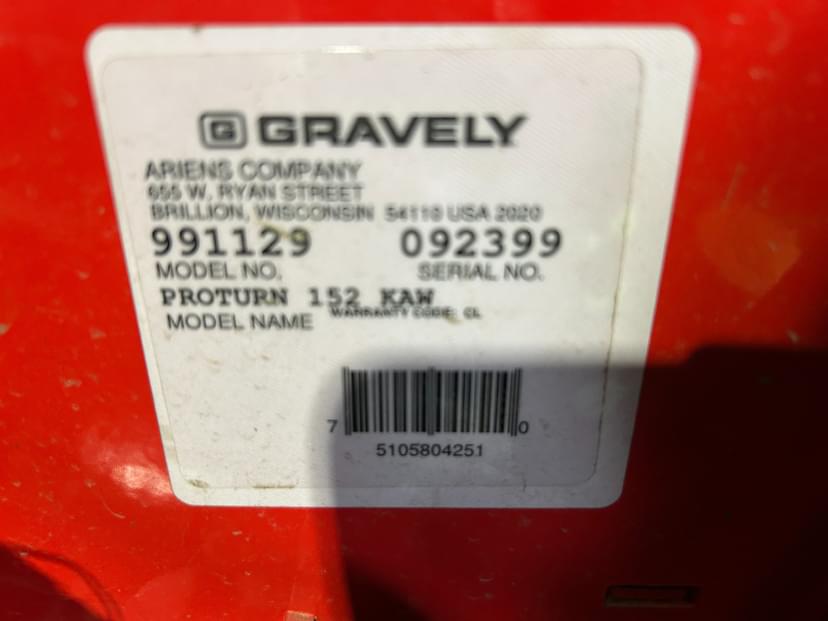 G GRAVELY
ARIENS COMPANY
655 W. RYAN STREET
BRILLION, WISCONSIN 54110 USA 2020
991129 092399
MODEL NO. SERIAL NO.
PROTURN 152 KAW
MODEL NAME WARRANTY CODE: CL
7 0
5105804251